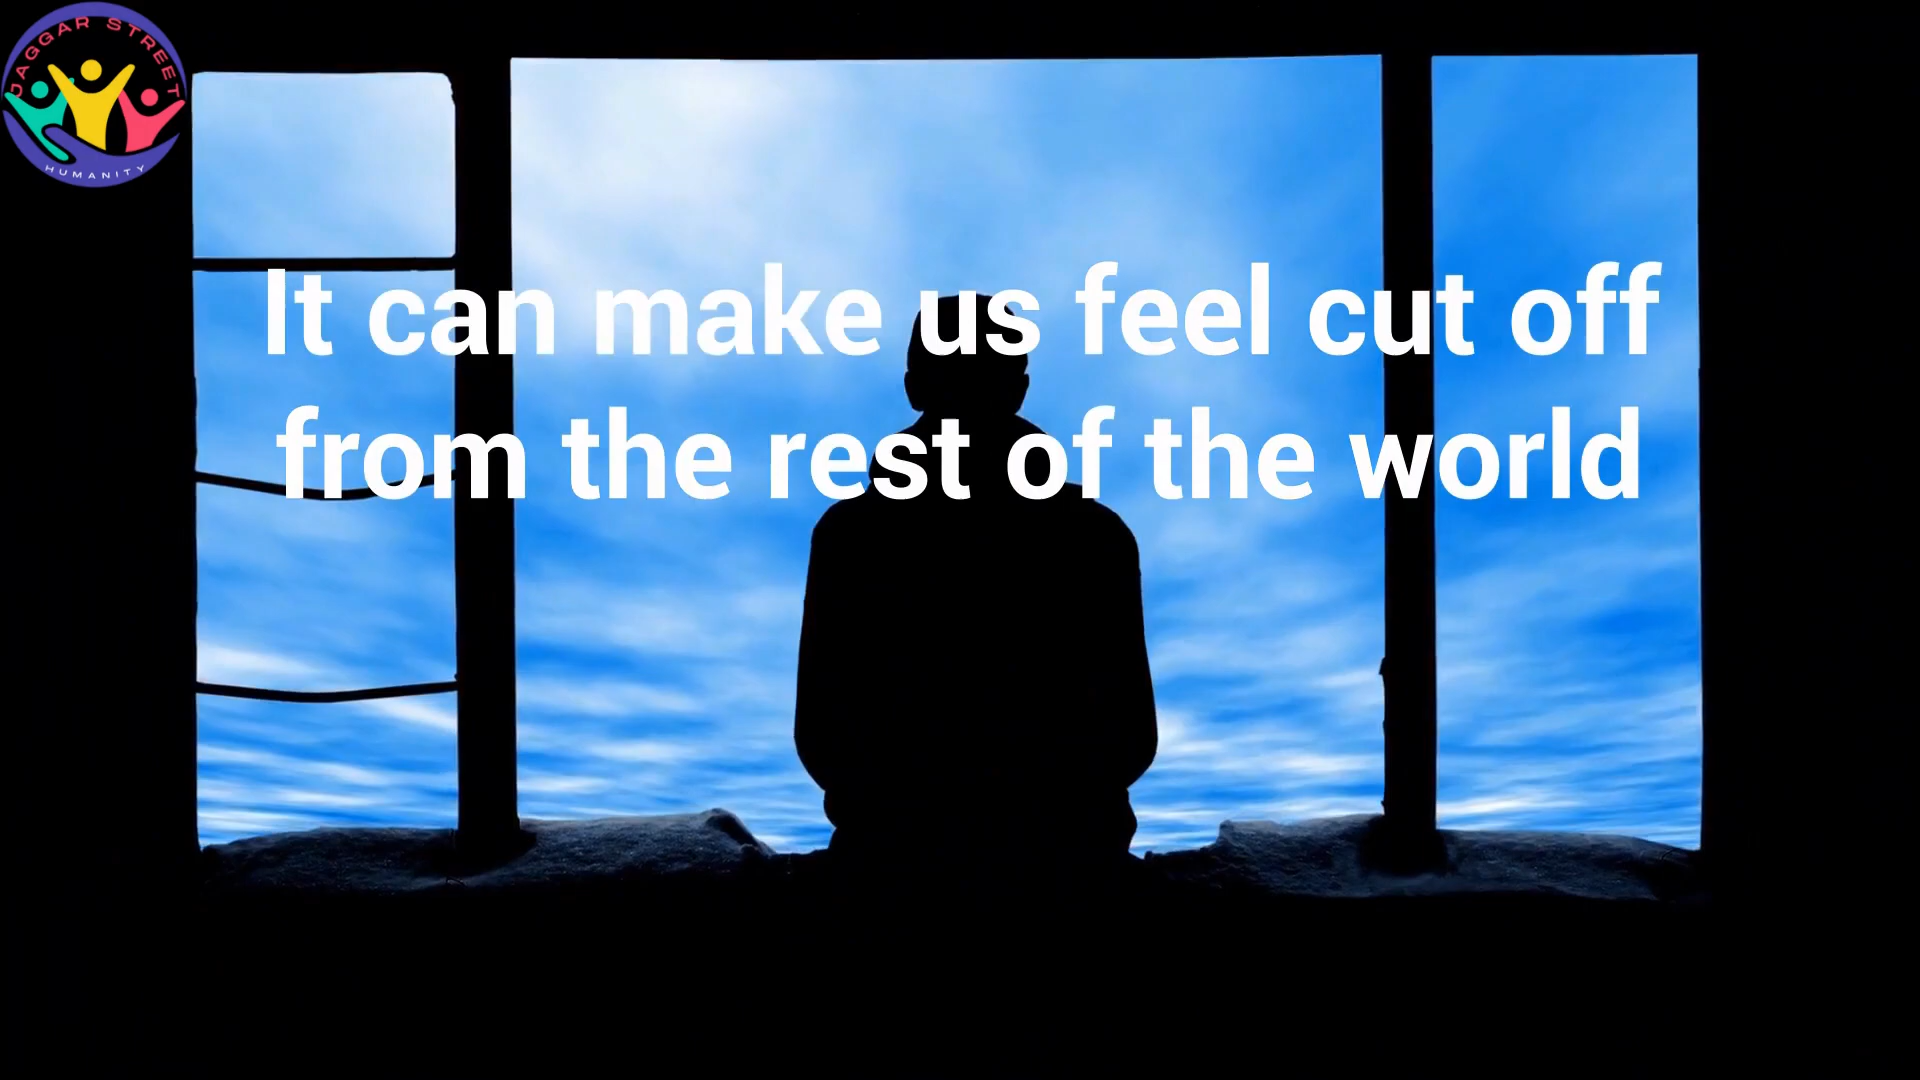 JAGGAR STREET
HUMANITY
It can make us feel cut off
from the rest of the world